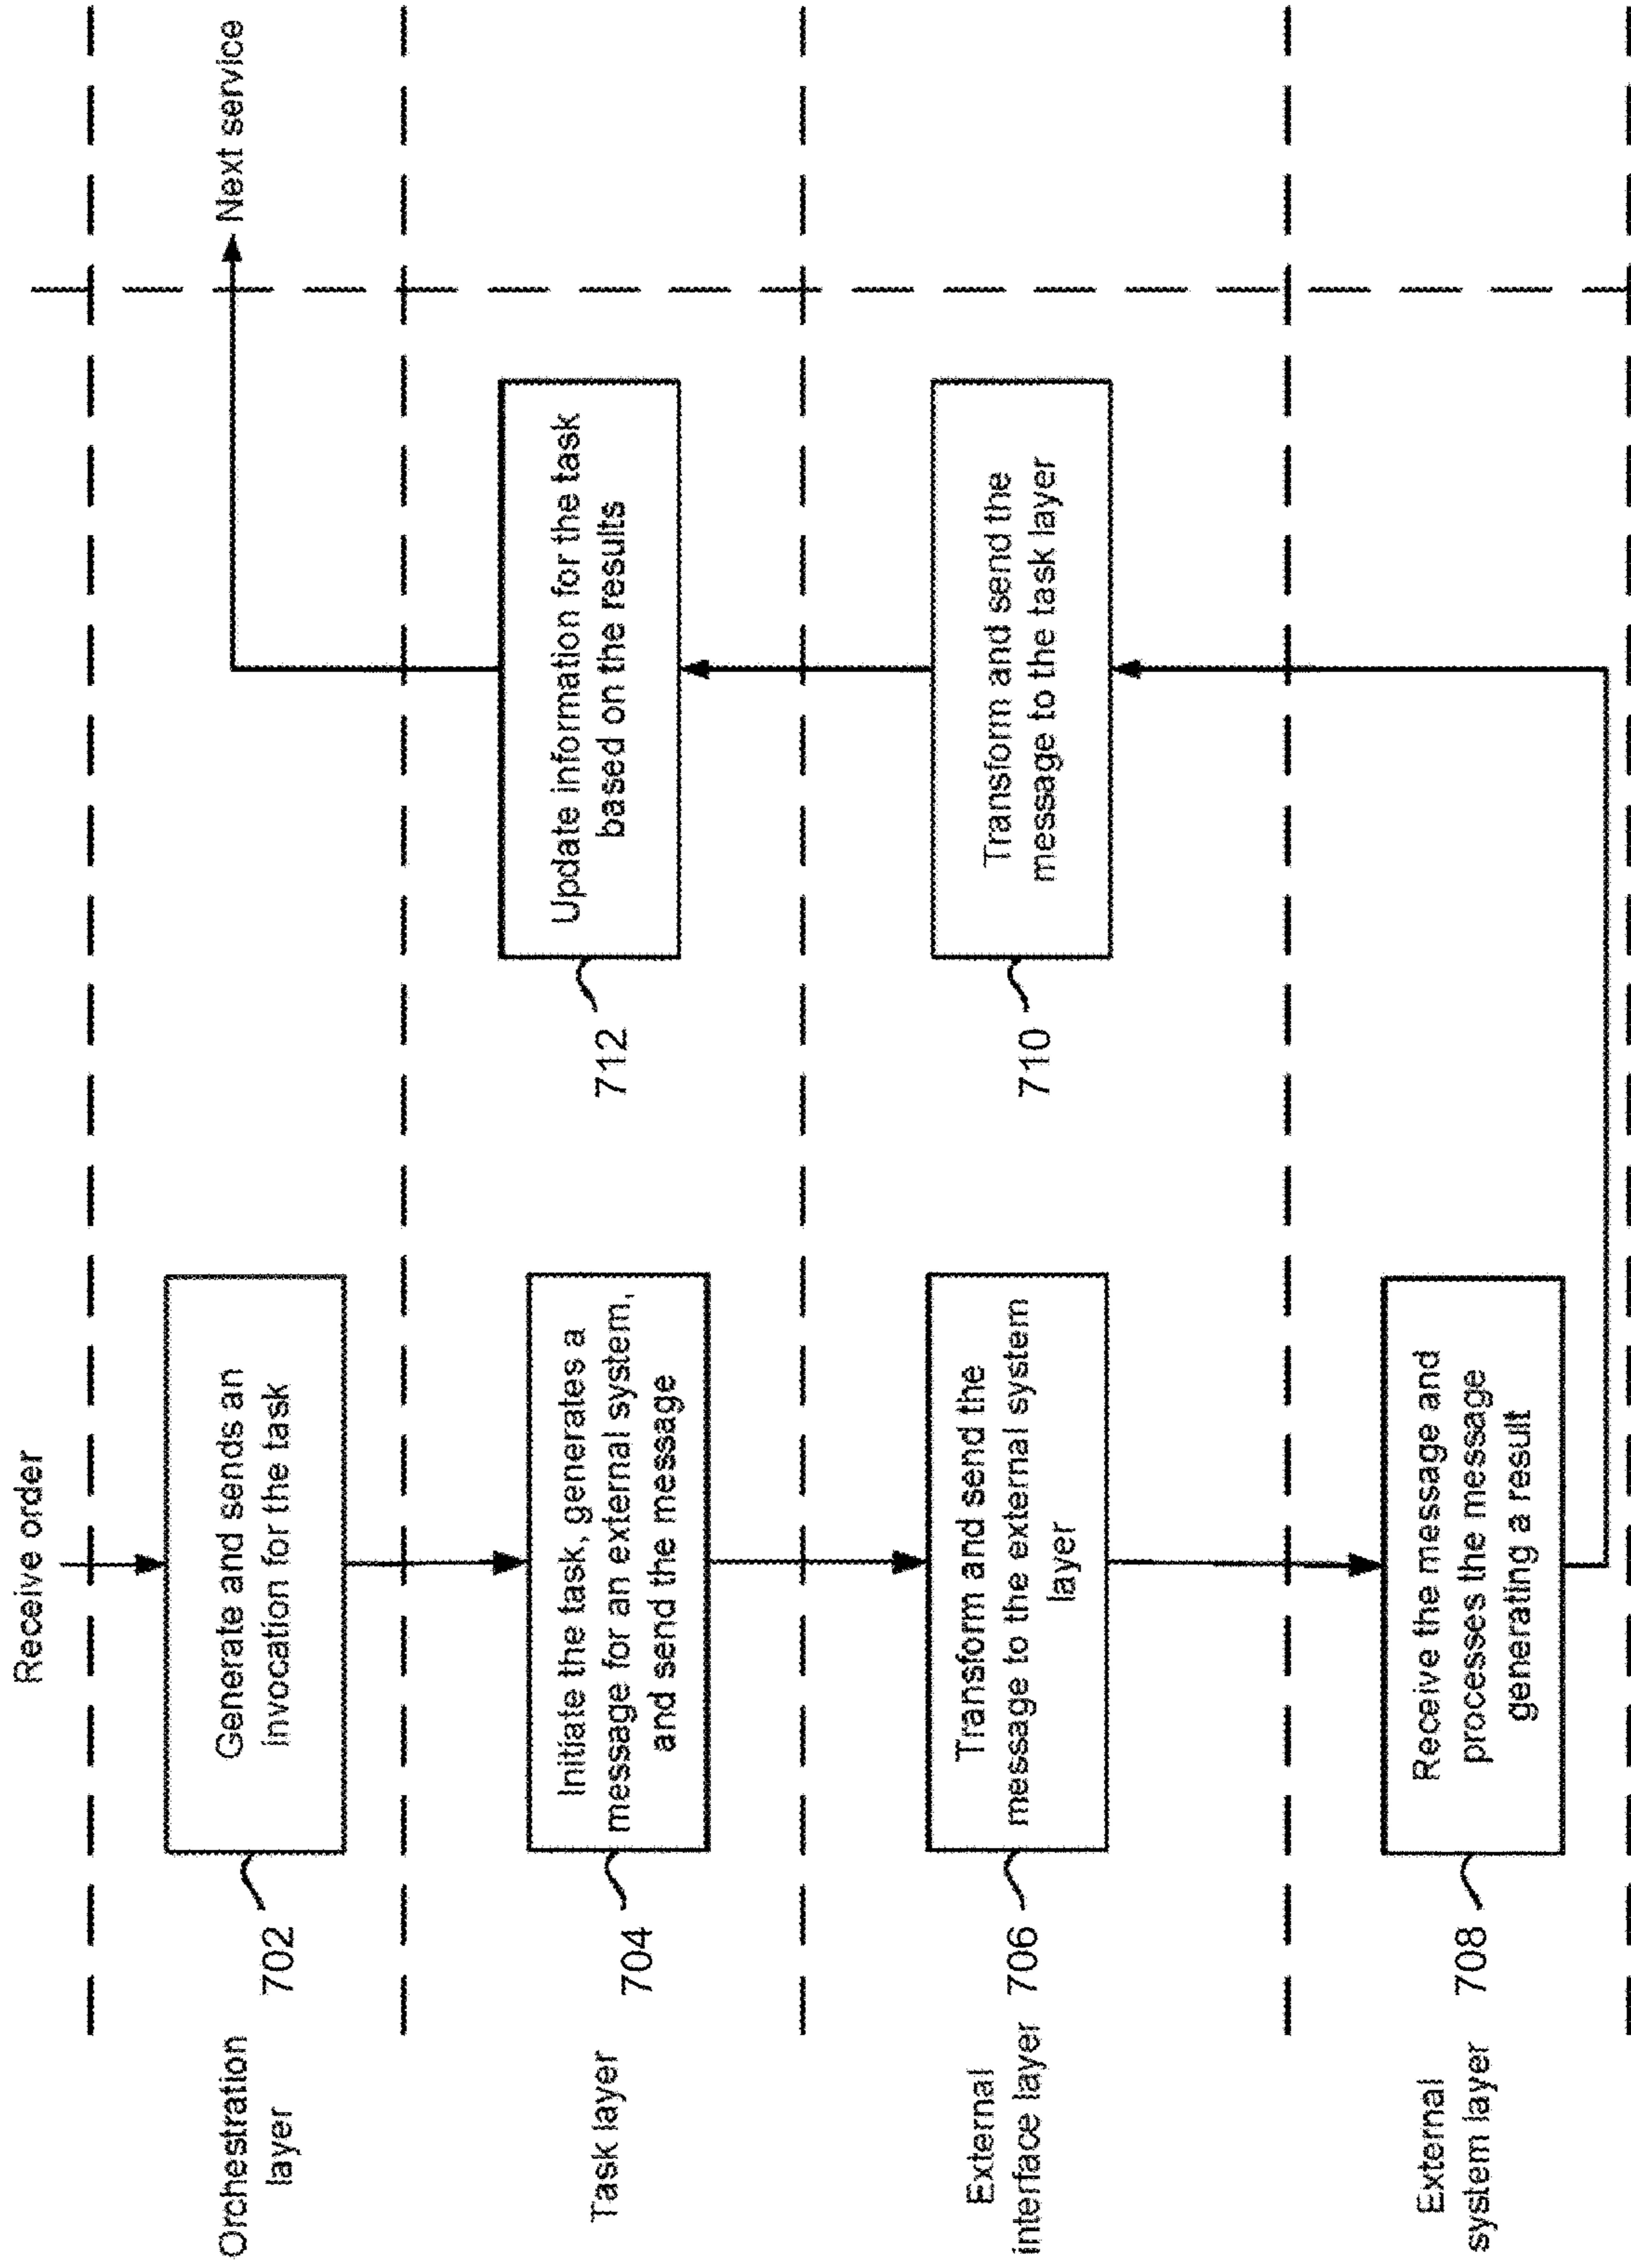 Receive order
Orchestration
layer
702
Generate and sends an
invocation for the task
Next service
Task layer
704
Initiate the task, generates a
message for an external system,
and send the message
712
Update information for the task
based on the results
External
interface layer
706
Transform and send the
message to the external system
layer
710
Transform and send the
message to the task layer
External
system layer
708
Receive the message and
processes the message
generating a result